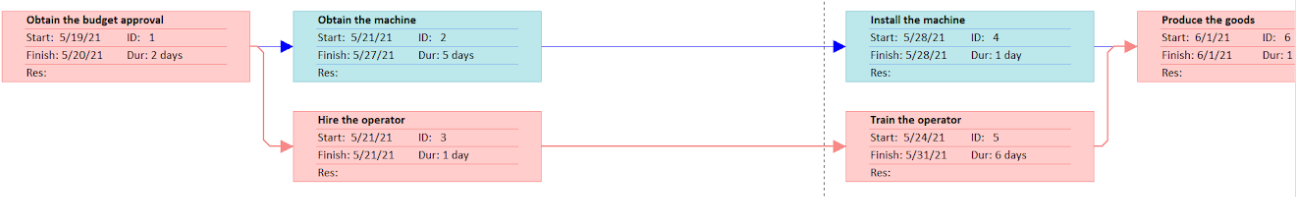 Obtain the budget approval
Start: 5/19/21 ID: 1
Finish: 5/20/21 Dur: 2 days
Res:
Obtain the machine
Start: 5/21/21 ID: 2
Finish: 5/27/21 Dur: 5 days
Res:
Hire the operator
Start: 5/21/21 ID: 3
Finish: 5/21/21 Dur: 1 day
Res:
Install the machine
Start: 5/28/21 ID: 4
Finish: 5/28/21 Dur: 1 day
Res:
Train the operator
Start: 5/24/21 ID: 5
Finish: 5/31/21 Dur: 6 days
Res:
Produce the goods
Start: 6/1/21 ID: 6
Finish: 6/1/21 Dur: 1
Res: